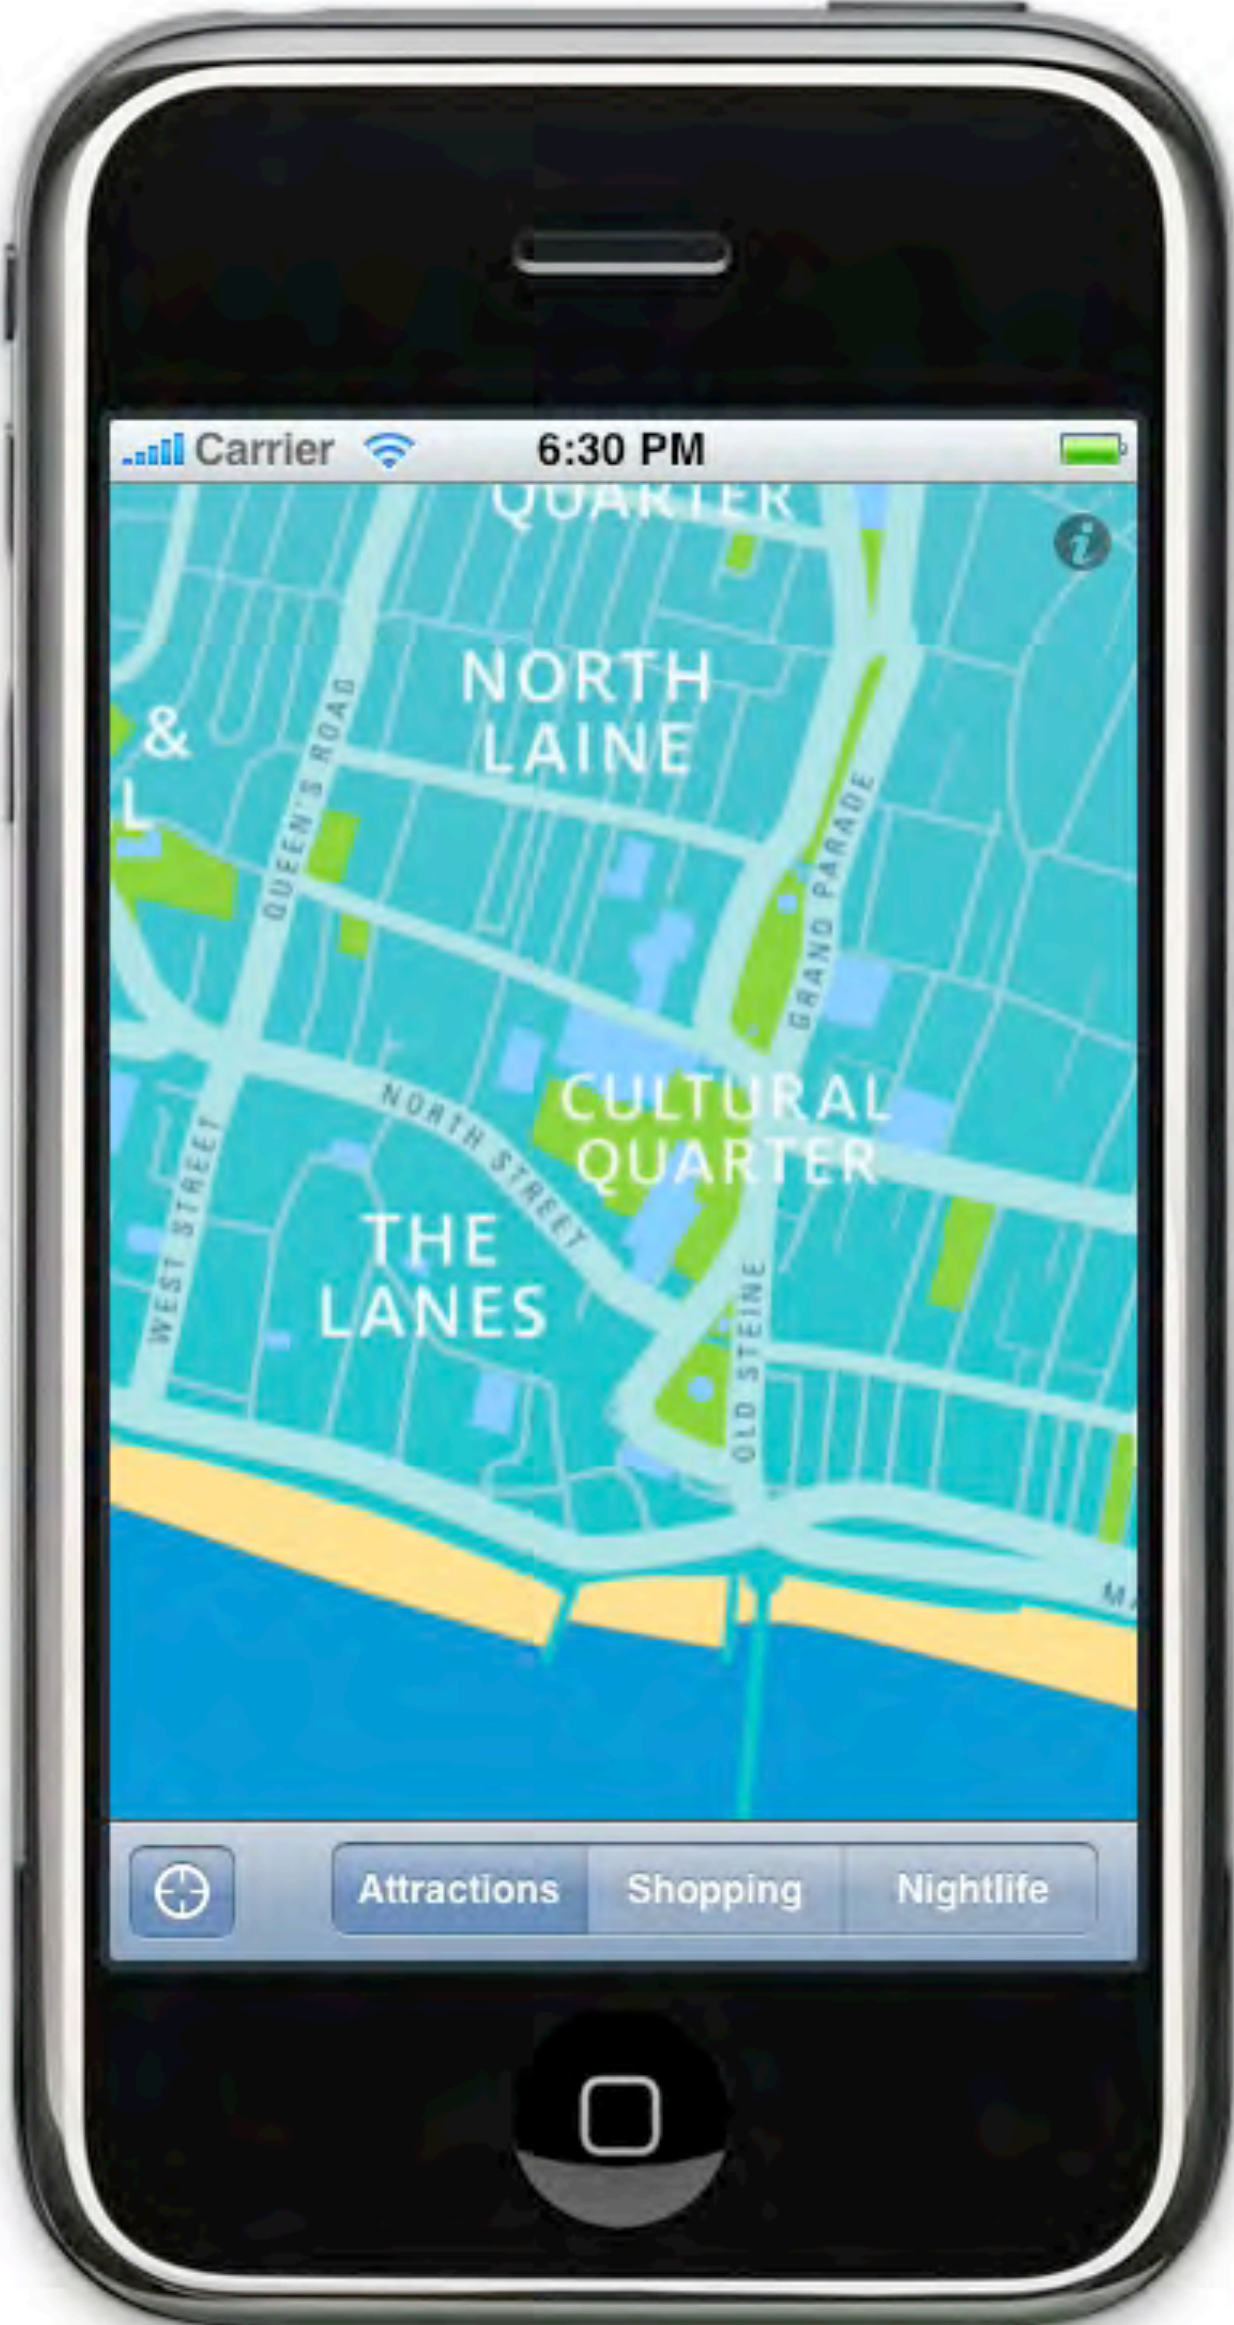 Carrier
6:30 PM
QUARTER
i
NORTH
LAINE
&
L
QUEEN'S ROAD
GRAND PARADE
CULTURAL
QUARTER
NORTH STREET
WEST STREET
THE
LANES
OLD STEINE
MA
Attractions
Shopping
Nightlife